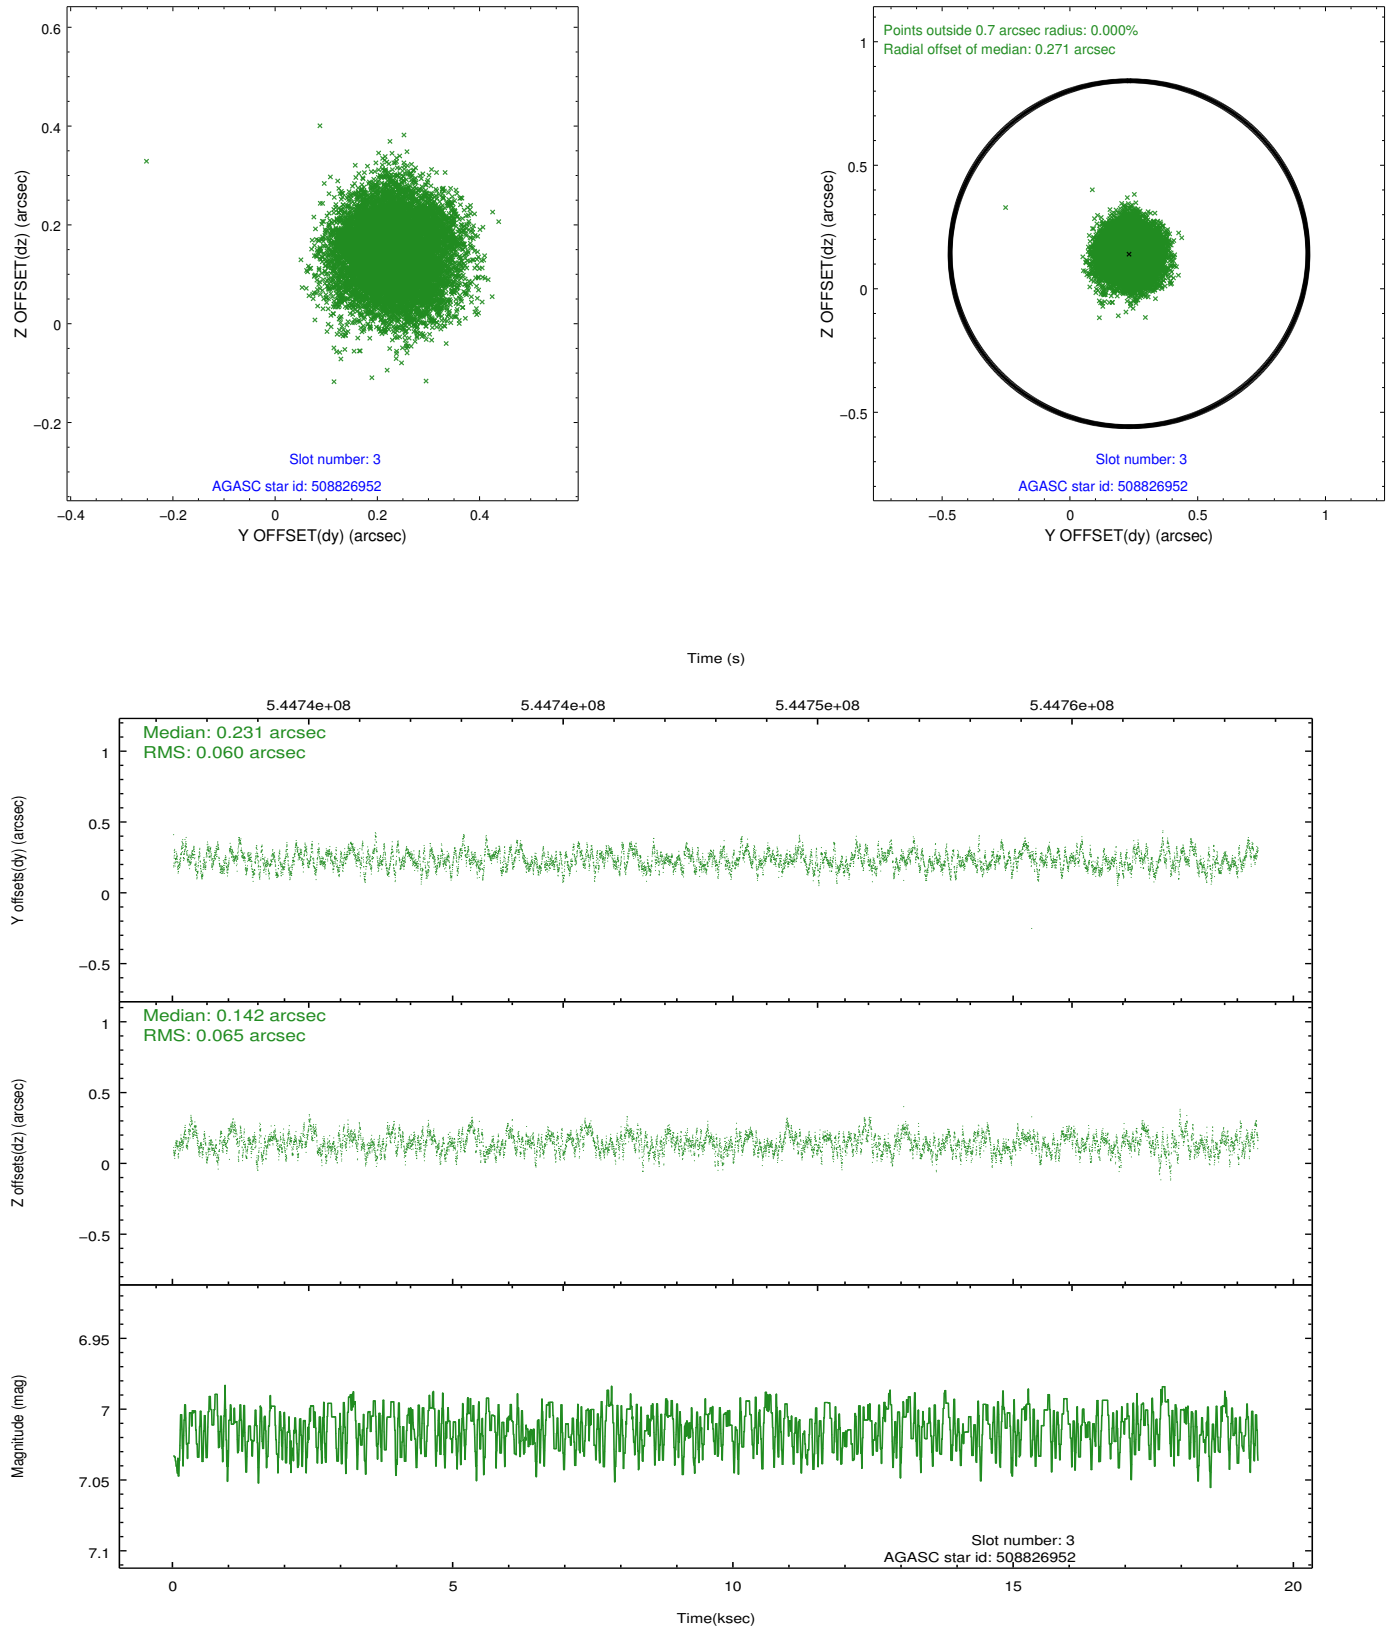 0.6
0.4
0.2
0
−0.2
Z OFFSET(dz) (arcsec)
Slot number: 3
AGASC star id: 508826952
−0.4 −0.2 0 0.2 0.4
Y OFFSET(dy) (arcsec)
Points outside 0.7 arcsec radius: 0.000%
Radial offset of median: 0.271 arcsec
1
0.5
0
−0.5
Z OFFSET(dz) (arcsec)
Slot number: 3
AGASC star id: 508826952
−0.5 0 0.5 1
Y OFFSET(dy) (arcsec)
Time (s)
5.4474e+08 5.4474e+08 5.4475e+08 5.4476e+08
Median: 0.231 arcsec
RMS: 0.060 arcsec
1
0.5
0
−0.5
Y offsets(dy) (arcsec)
Median: 0.142 arcsec
RMS: 0.065 arcsec
1
0.5
0
−0.5
Z offsets(dz) (arcsec)
6.95
7
7.05
7.1
Magnitude (mag)
Slot number: 3
AGASC star id: 508826952
0 5 10 15 20
Time(ksec)